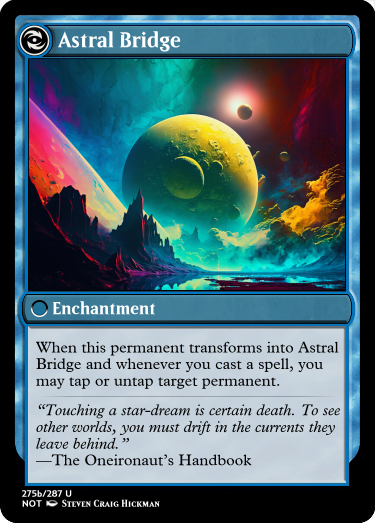 Astral Bridge
Enchantment
When this permanent transforms into Astral
Bridge and whenever you cast a spell, you
may tap or untap target permanent.
“Touching a star-dream is certain death. To see
other worlds, you must drift in the currents they
leave behind.”
—The Oneironaut's Handbook
275b/287 U
NOT Steven Craig Hickman